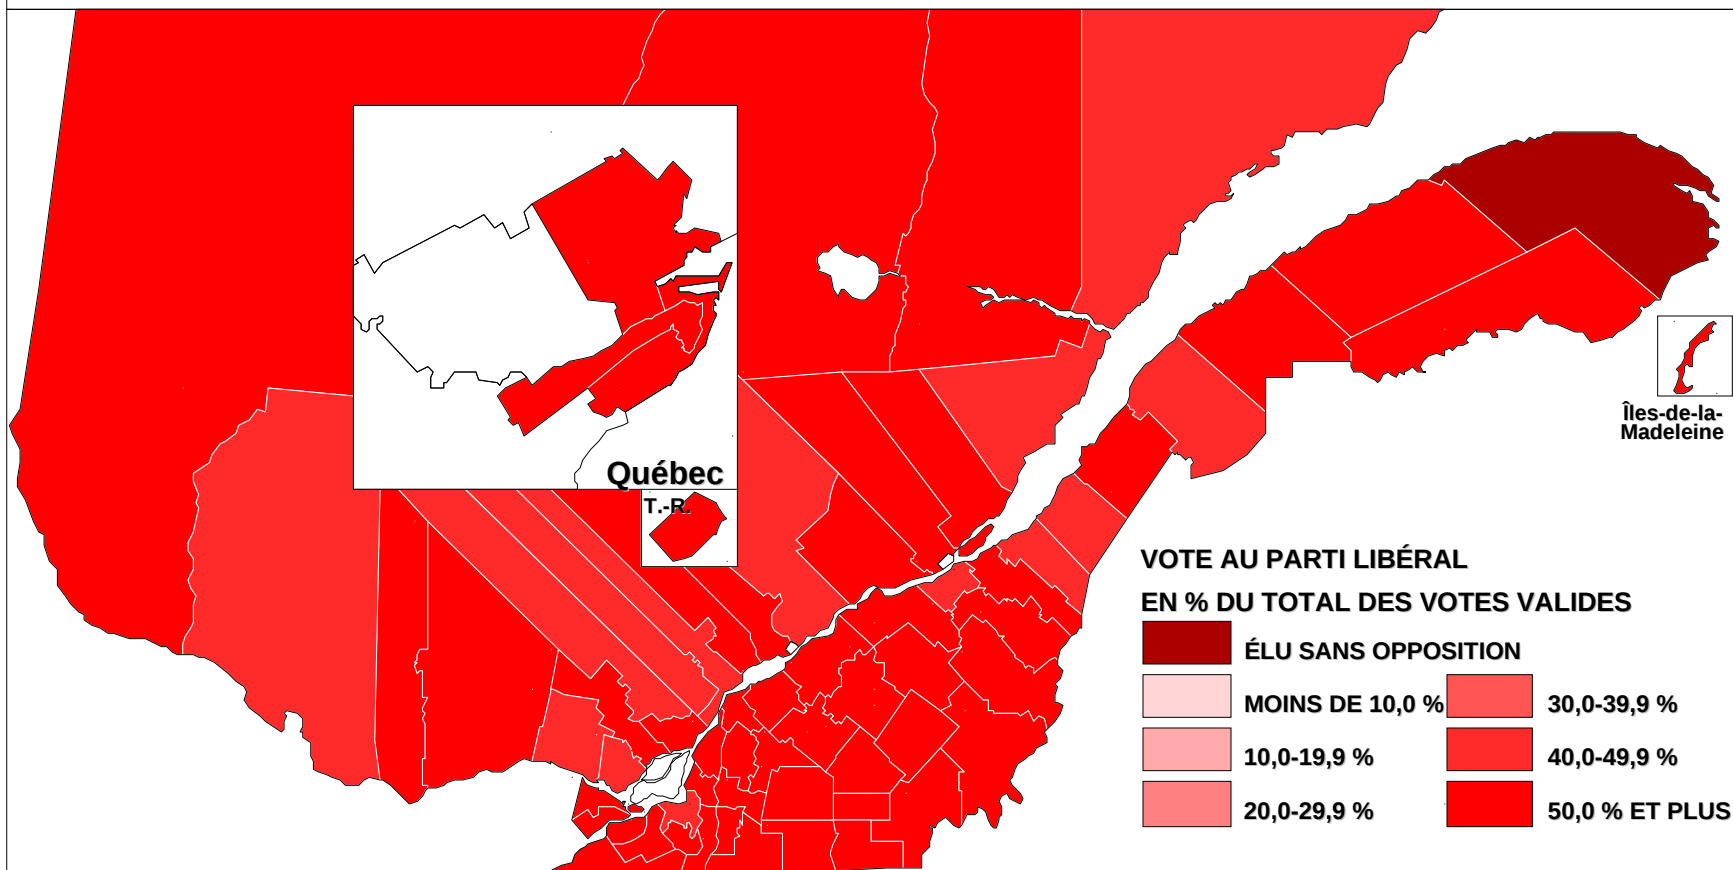 Québec
T.-R.
Îles-de-la-
Madeleine
VOTE AU PARTI LIBÉRAL
EN % DU TOTAL DES VOTES VALIDES
ÉLU SANS OPPOSITION
MOINS DE 10,0 %
30,0-39,9 %
10,0-19,9 %
40,0-49,9 %
20,0-29,9 %
50,0 % ET PLUS